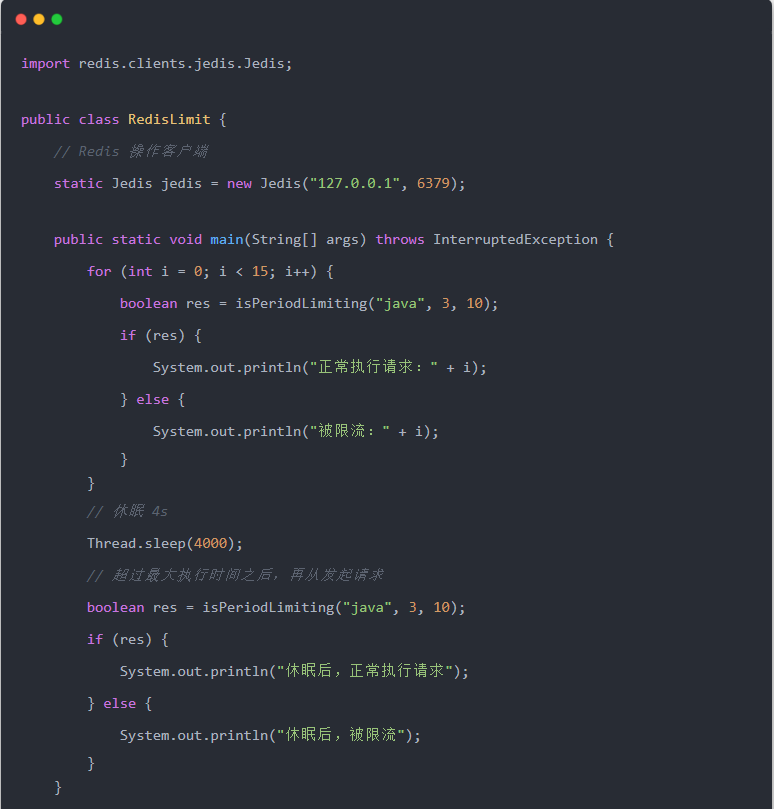 import redis.clients.jedis.Jedis;
public class RedisLimit {
// Redis 操作客户端
static Jedis jedis = new Jedis("127.0.0.1", 6379);
public static void main(String[] args) throws InterruptedException {
for (int i = 0; i < 15; i++) {
boolean res = isPeriodLimiting("java", 3, 10);
if (res) {
System.out.println("正常执行请求：" + i);
} else {
System.out.println("被限流：" + i);
}
}
// 休眠 4s
Thread.sleep(4000);
// 超过最大执行时间之后，再从发起请求
boolean res = isPeriodLimiting("java", 3, 10);
if (res) {
System.out.println("休眠后，正常执行请求");
} else {
System.out.println("休眠后，被限流");
}
}